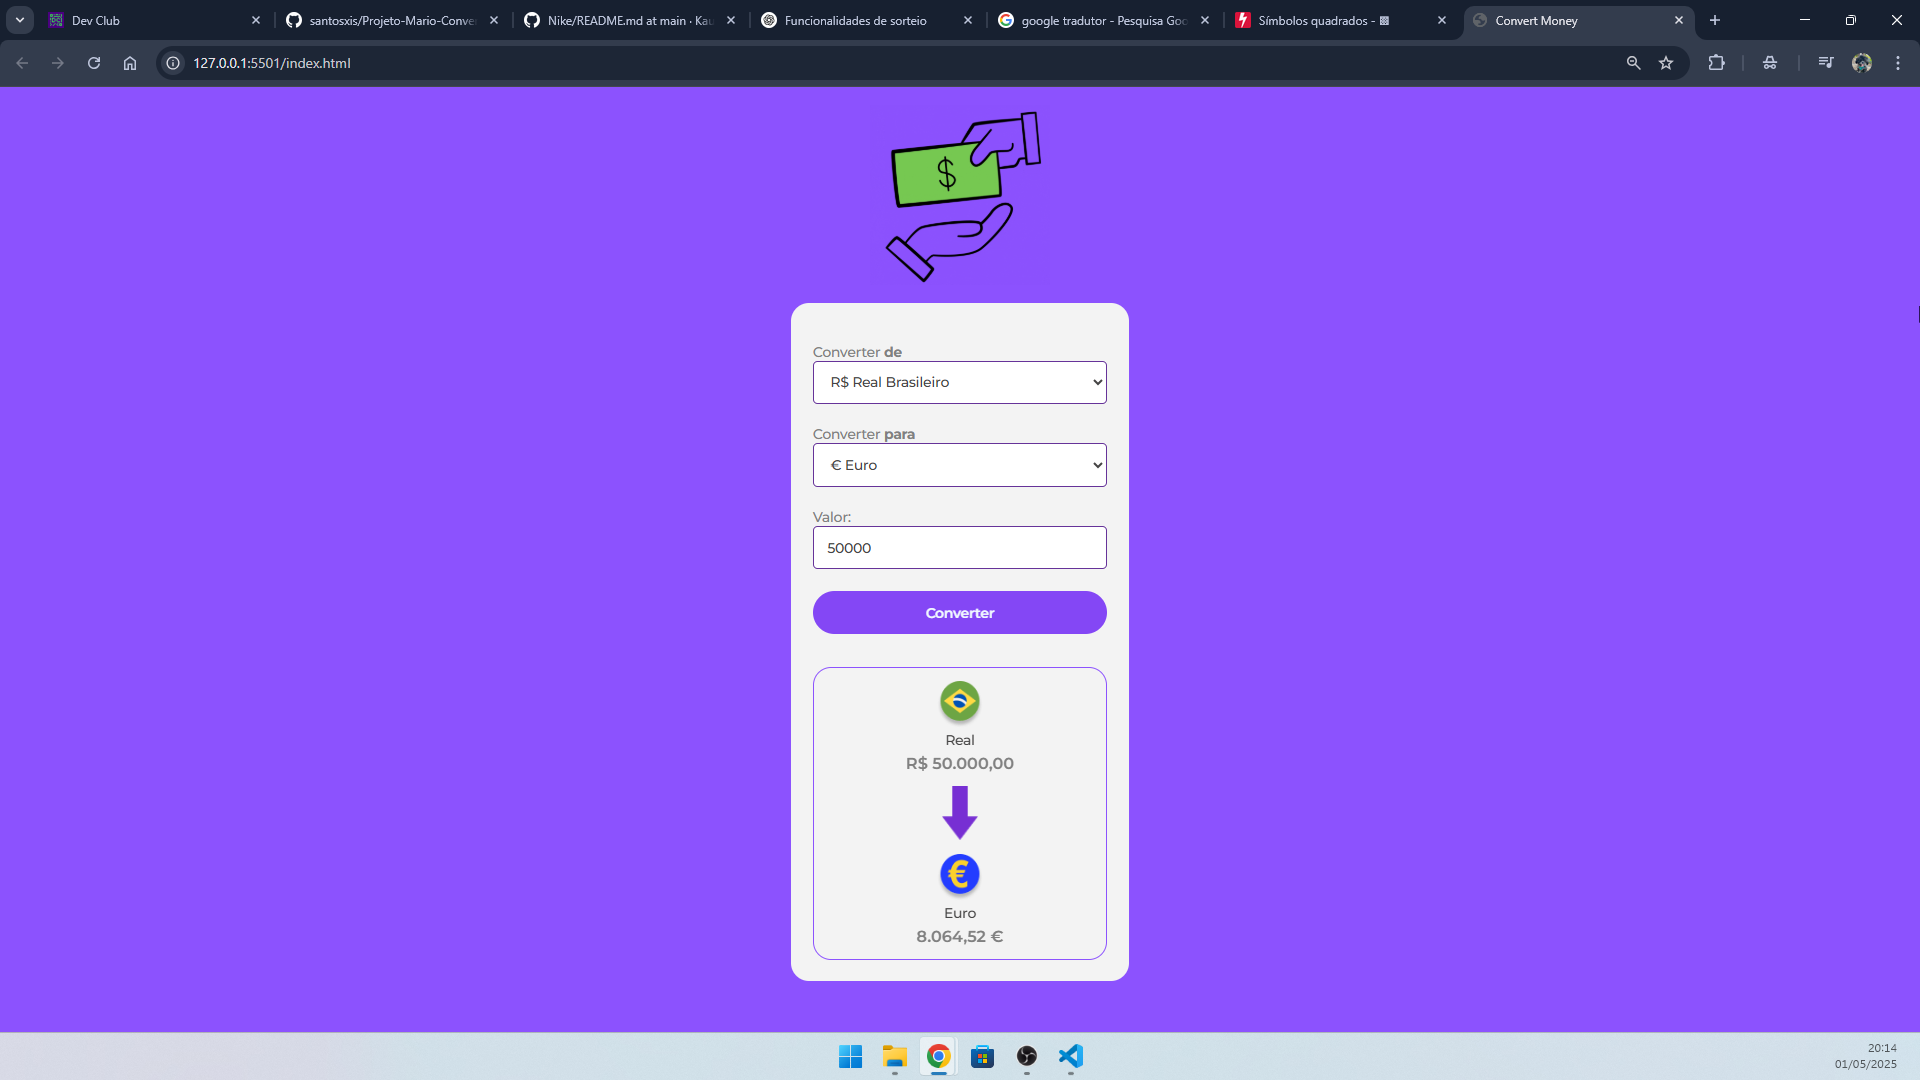 Dev Club
santosxis/Projeto-Mario-Conver
Nike/README.md at main · Kau
Funcionalidades de sorteio
google tradutor - Pesquisa Goo
Símbolos quadrados - ▩
Convert Money
127.0.0.1:5501/index.html
$
Converter de
R$ Real Brasileiro
Converter para
€ Euro
Valor:
50000
Converter
Real
R$ 50.000,00
€
Euro
8.064,52 €
20:14
01/05/2025